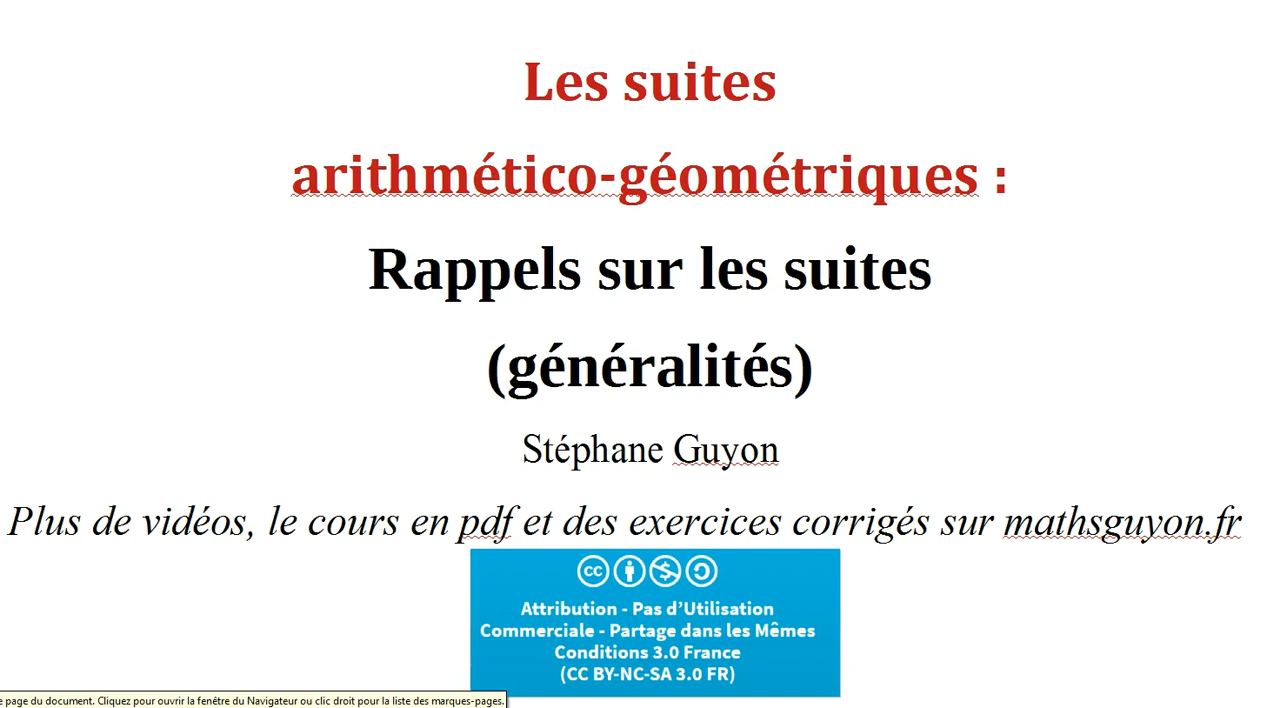 Les suites
arithmético-géométriques :
Rappels sur les suites
(généralités)
Stéphane Guyon
Plus de vidéos, le cours en pdf et des exercices corrigés sur mathsguyon.fr
cc
Attribution - Pas d’Utilisation
Commerciale - Partage dans les Mêmes
Conditions 3.0 France
(CC BY-NC-SA 3.0 FR)
e page du document. Cliquez pour ouvrir la fenêtre du Navigateur ou clic droit pour la liste des marques-pages.